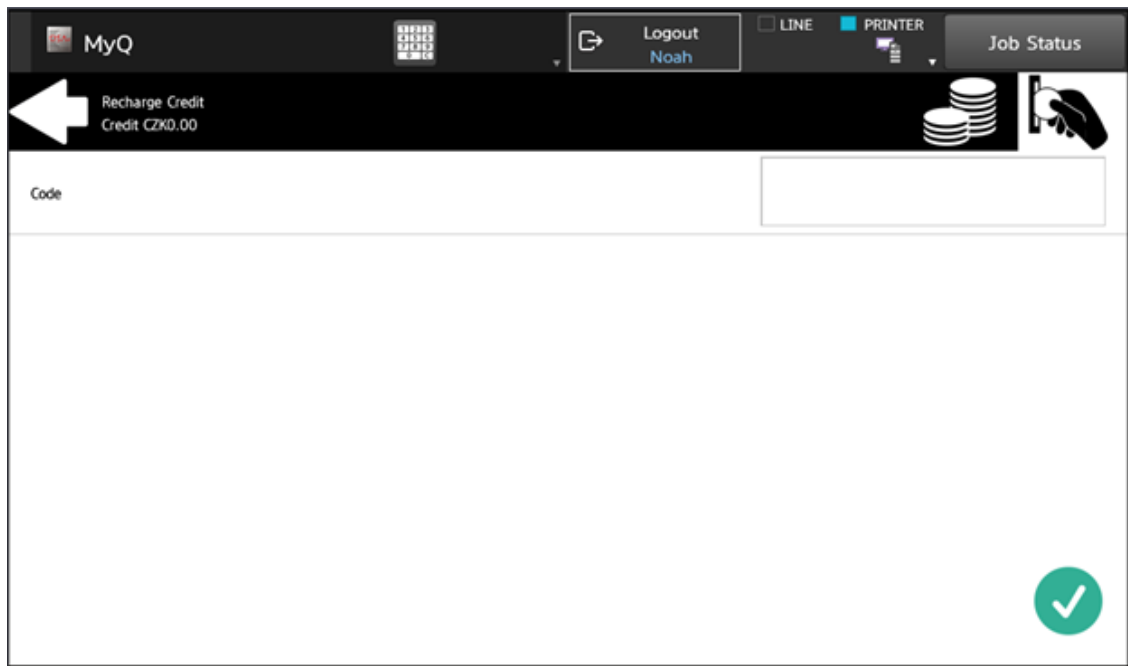 MyQ
Logout
Noah
LINE
PRINTER
Job Status
Recharge Credit
Credit CZK0.00
Code